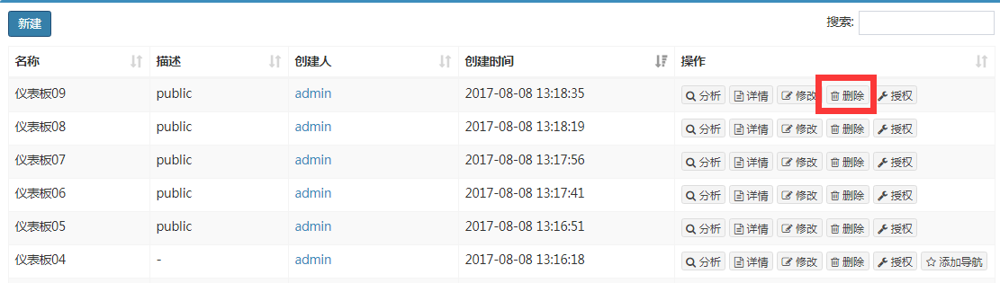 新建 搜索:
名称 描述 创建人 创建时间 操作
仪表板09 public admin 2017-08-08 13:18:35 分析 详情 修改 删除 授权
仪表板08 public admin 2017-08-08 13:18:19 分析 详情 修改 删除 授权
仪表板07 public admin 2017-08-08 13:17:56 分析 详情 修改 删除 授权
仪表板06 public admin 2017-08-08 13:17:41 分析 详情 修改 删除 授权
仪表板05 public admin 2017-08-08 13:16:51 分析 详情 修改 删除 授权
仪表板04 - admin 2017-08-08 13:16:18 分析 详情 修改 删除 授权 添加导航